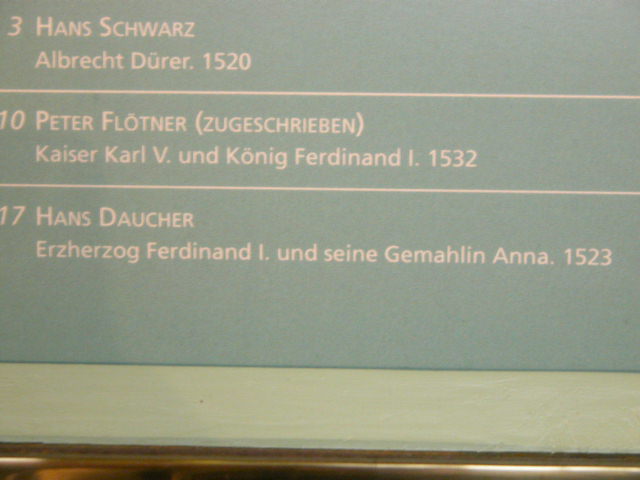 3 HANS SCHWARZ
Albrecht Dürer. 1520
10 PETER FLÖTNER (ZUGESCHRIEBEN)
Kaiser Karl V. und König Ferdinand I. 1532
17 HANS DAUCHER
Erzherzog Ferdinand I. und seine Gemahlin Anna. 1523